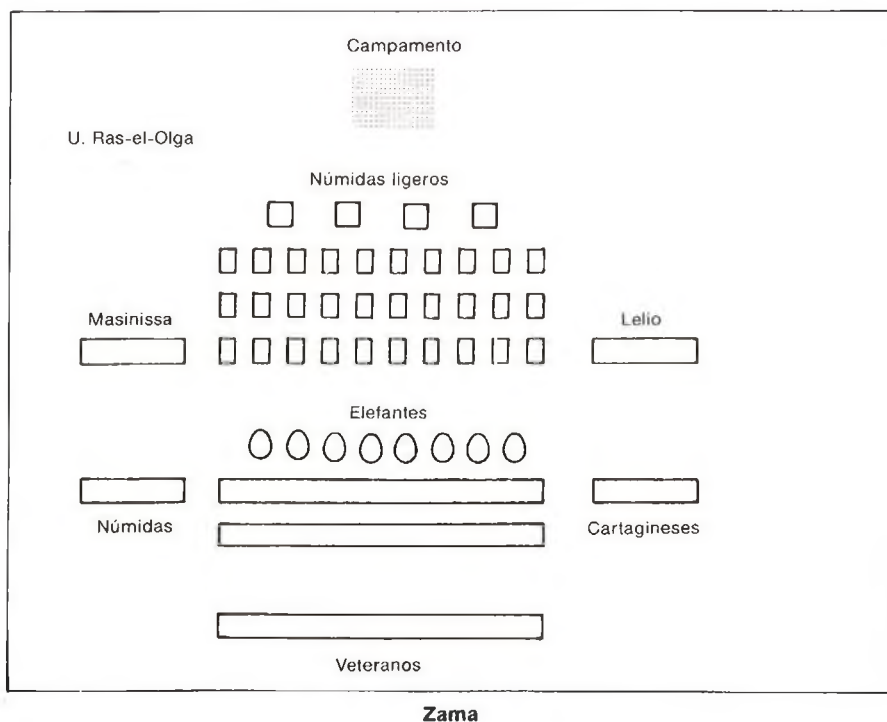 Campamento
U. Ras-el-Olga
Númidas ligeros
Masinissa
Lelio
Elefantes
Númidas
Cartagineses
Veteranos
Zama